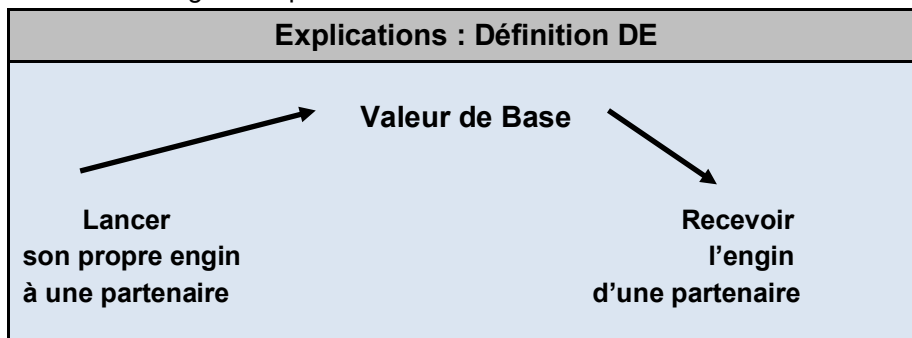 Explications : Définition DE
Valeur de Base
Lancer
son propre engin
à une partenaire
Recevoir
l'engin
d'une partenaire